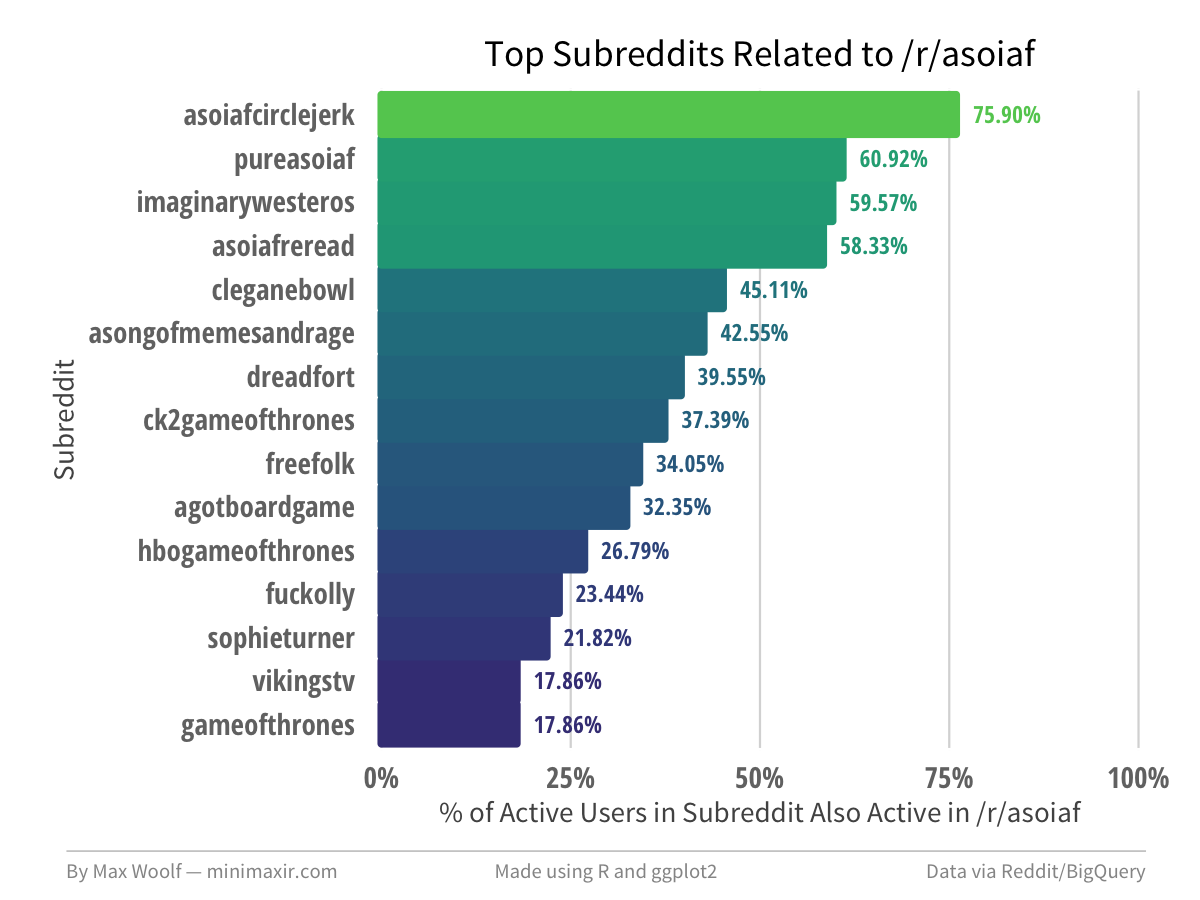 Top Subreddits Related to /r/asoiaf
asoiafcirclejerk 75.90%
pureasoiaf 60.92%
imaginarywesteros 59.57%
asoiafreread 58.33%
cleganebowl 45.11%
asongofmemesandrage 42.55%
dreadfort 39.55%
ck2gameofthrones 37.39%
freefolk 34.05%
agotboardgame 32.35%
hbogameofthrones 26.79%
fuckolly 23.44%
sophieturner 21.82%
vikingstv 17.86%
gameofthrones 17.86%
Subreddit
0% 25% 50% 75% 100%
% of Active Users in Subreddit Also Active in /r/asoiaf
By Max Woolf — minimaxir.com Made using R and ggplot2 Data via Reddit/BigQuery